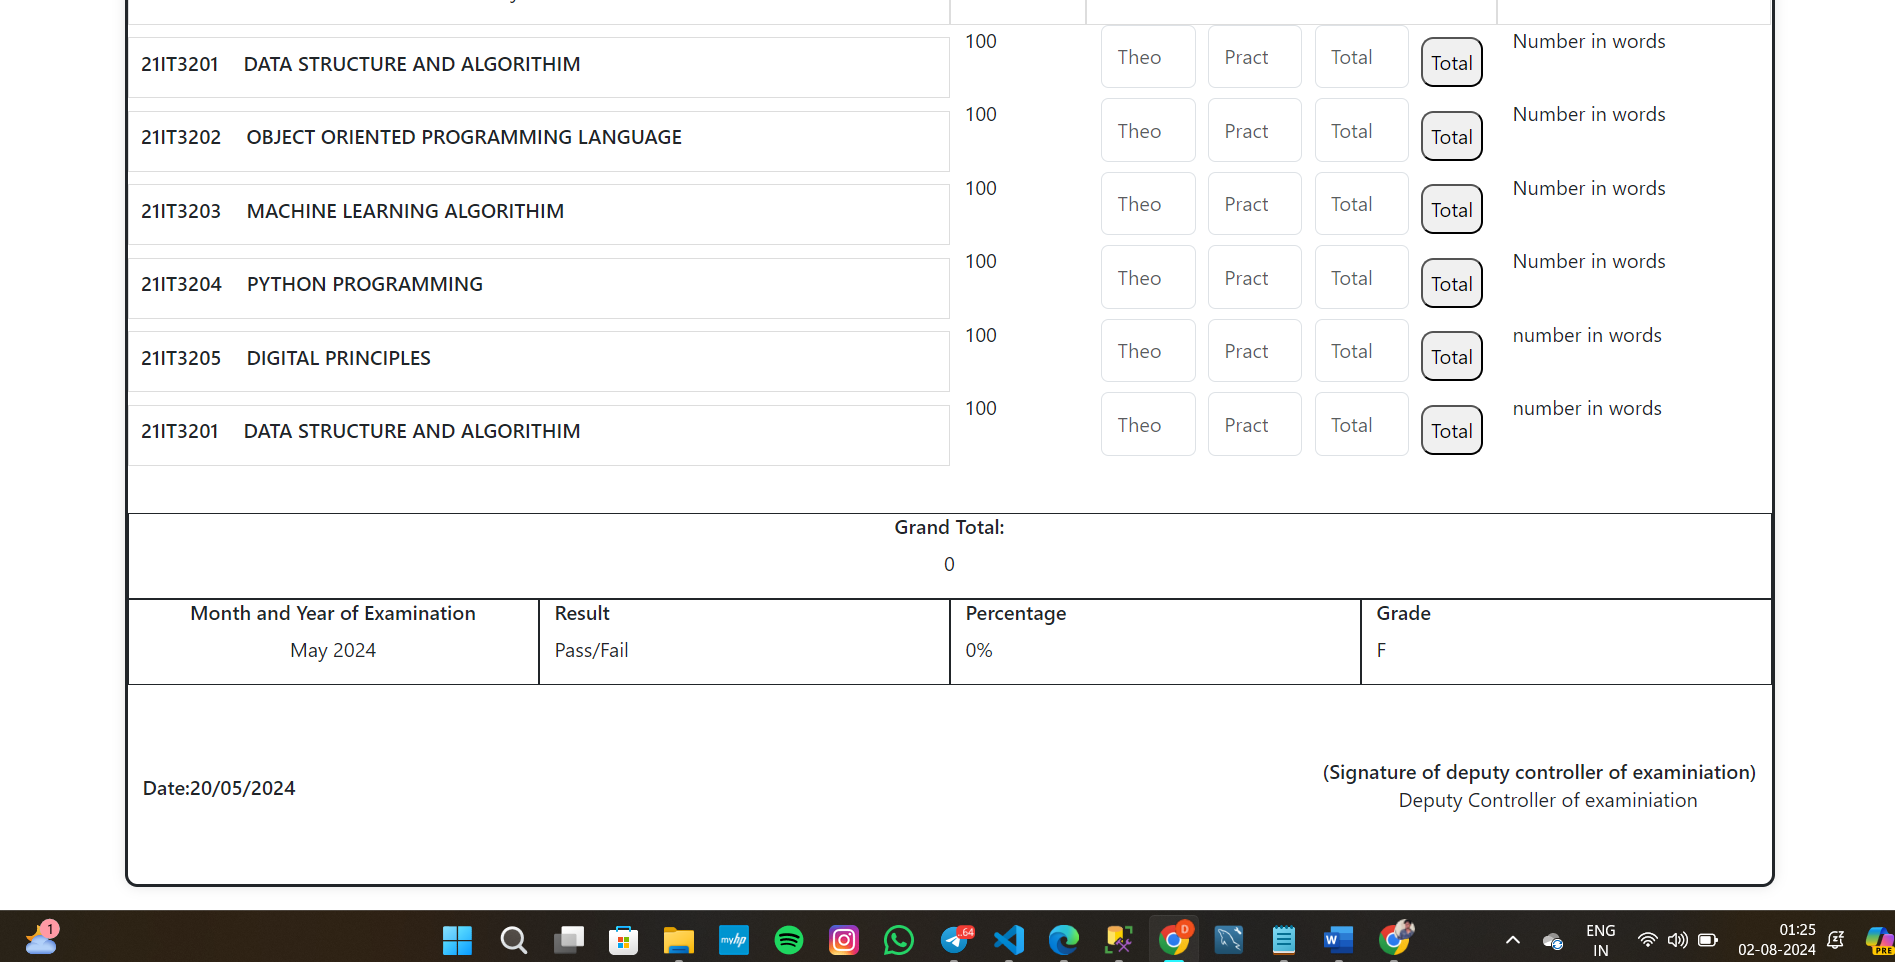 21IT3201 DATA STRUCTURE AND ALGORITHIM 100 Theo Pract Total Total Number in words
21IT3202 OBJECT ORIENTED PROGRAMMING LANGUAGE 100 Theo Pract Total Total Number in words
21IT3203 MACHINE LEARNING ALGORITHIM 100 Theo Pract Total Total Number in words
21IT3204 PYTHON PROGRAMMING 100 Theo Pract Total Total Number in words
21IT3205 DIGITAL PRINCIPLES 100 Theo Pract Total Total number in words
21IT3201 DATA STRUCTURE AND ALGORITHIM 100 Theo Pract Total Total number in words
Grand Total:
0
Month and Year of Examination Result Percentage Grade
May 2024 Pass/Fail 0% F
(Signature of deputy controller of examiniation)
Date:20/05/2024
Deputy Controller of examiniation
1 myhp .64 D W ENG IN 01:25 02-08-2024 PRE